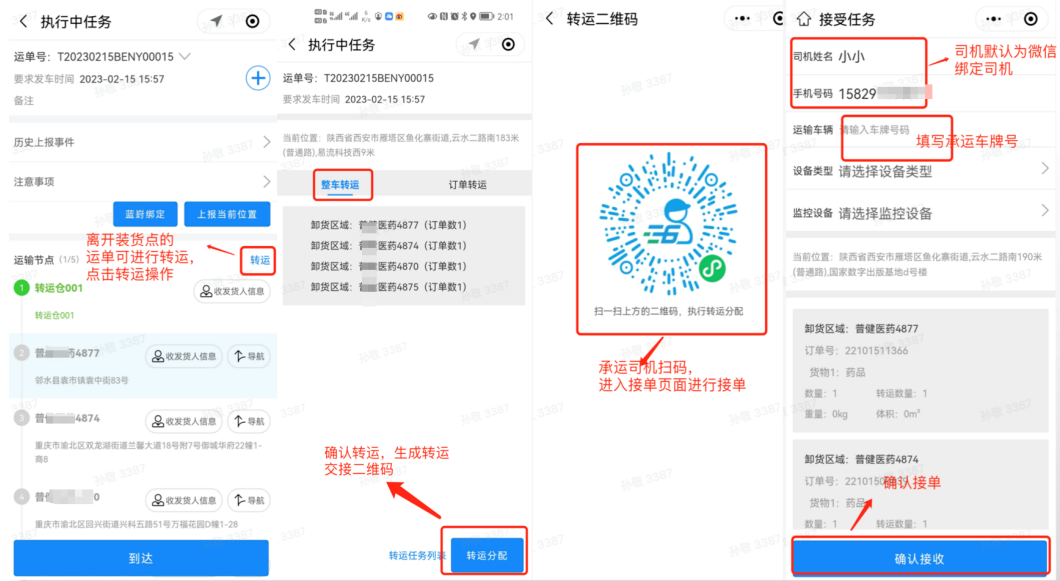 执行中任务
运单号：T20230215BENY00015
要求发车时间 2023-02-15 15:57
备注
历史上报事件
注意事项
蓝牙绑定
上报当前位置
离开装货点的
运单可进行转运，
点击转运操作
运输节点（1/5）
转运
1
转运仓001
收发货人信息
转运仓001
2
普
药4877
收发货人信息
导航
邻水县袁市镇袁中街83号
3
普
4874
收发货人信息
导航
重庆市渝北区双龙湖街道兰馨大道18号附7号御城华府22幢1-
商8
4
普
0
收发货人信息
导航
重庆市渝北区回兴街道兴科五路51号万福花园D幢1-28
到达
2:01
执行中任务
运单号：T20230215BENY00015
要求发车时间 2023-02-15 15:57
当前位置：陕西省西安市雁塔区鱼化寨街道,云水二路南183米
(普通路),易流科技西9米
整车转运
订单转运
卸货区域：普
医药4877（订单数1）
卸货区域：
医药4874（订单数1）
卸货区域：
医药4870（订单数1）
卸货区域：
医药4875（订单数1）
确认转运，生成转运
交接二维码
转运任务列表
转运分配
转运二维码
扫一扫上方的二维码，执行转运分配
承运司机扫码，
进入接单页面进行接单
接受任务
司机姓名 小小
手机号码 15829
司机默认为微信
绑定司机
运输车辆 请输入车牌号码
填写承运车牌号
设备类型 请选择设备类型
监控设备 请选择监控设备
当前位置：陕西省西安市雁塔区鱼化寨街道,云水二路南190米
(普通路),国家数字出版基地d号楼
卸货区域：普健医药4877
订单号：22101511366
货物1：药品
数量：1
转运数量：1
重量：0kg
体积：0m³
卸货区域：普健医药4874
订单号：2210150
货物1：药品
数量：1
转运数量：1
确认接单
确认接收
孙敬 3387